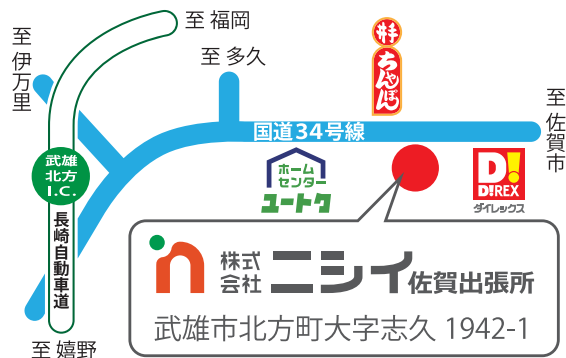 至 福岡
至 伊万里
至 多久
井手
ちゃんぽん
至 佐賀市
国道34号線
武雄
北方
I.C.
ホーム
センター
ユートク
D!
D!REX
ダイレックス
長崎自動車道
n 株式会社 ニシイ 佐賀出張所
武雄市北方町大字志久 1942-1
至 嬉野